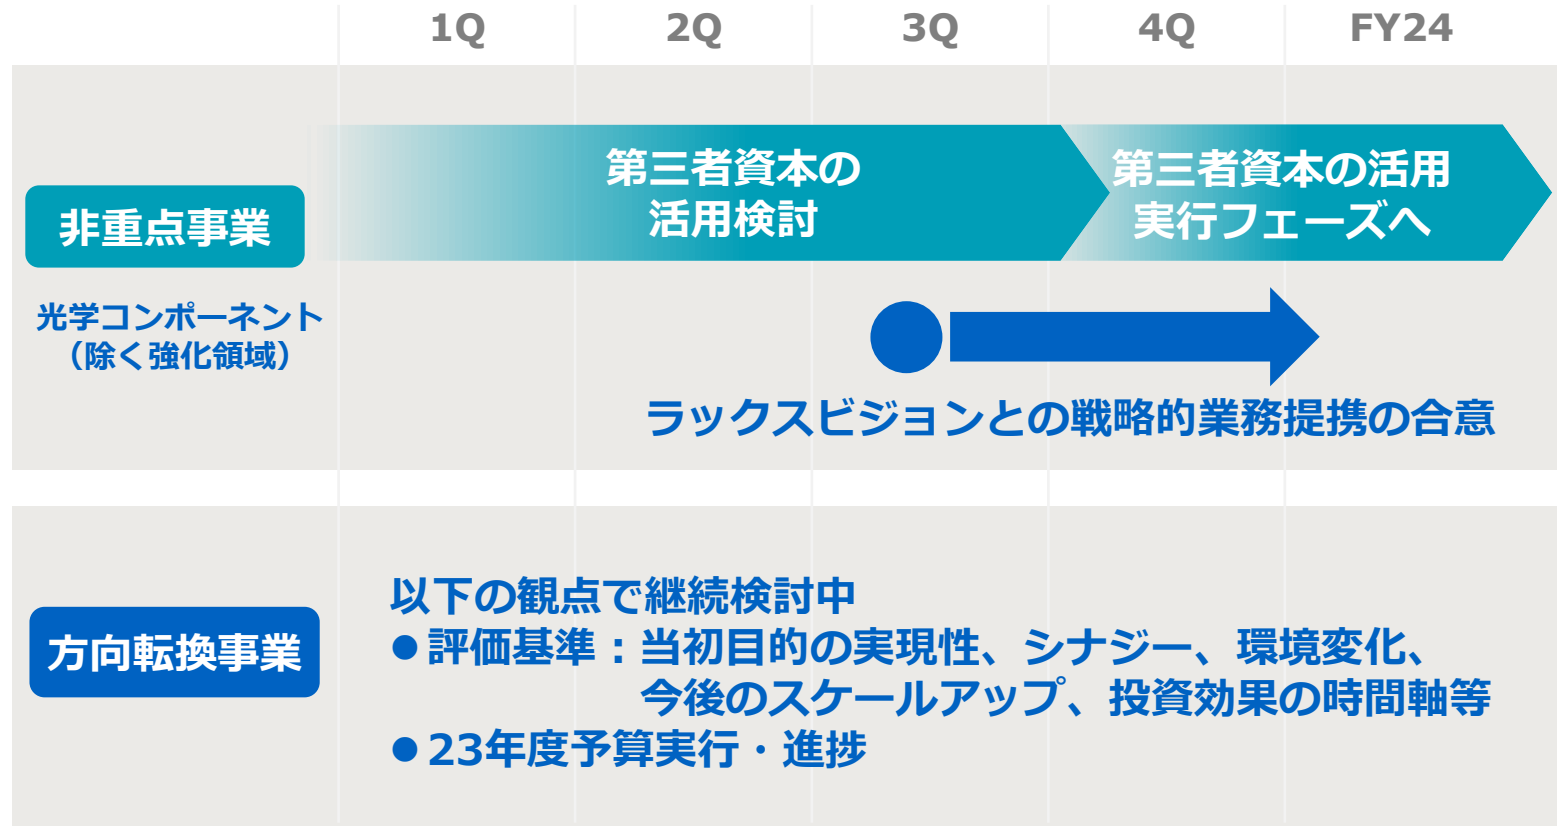 1Q 2Q 3Q 4Q FY24
第三者資本の
活用検討
第三者資本の活用
実行フェーズへ
非重点事業
光学コンポーネント
（除く強化領域）
ラックスビジョンとの戦略的業務提携の合意
方向転換事業
以下の観点で継続検討中
●評価基準：当初目的の実現性、シナジー、環境変化、
今後のスケールアップ、投資効果の時間軸等
●23年度予算実行・進捗